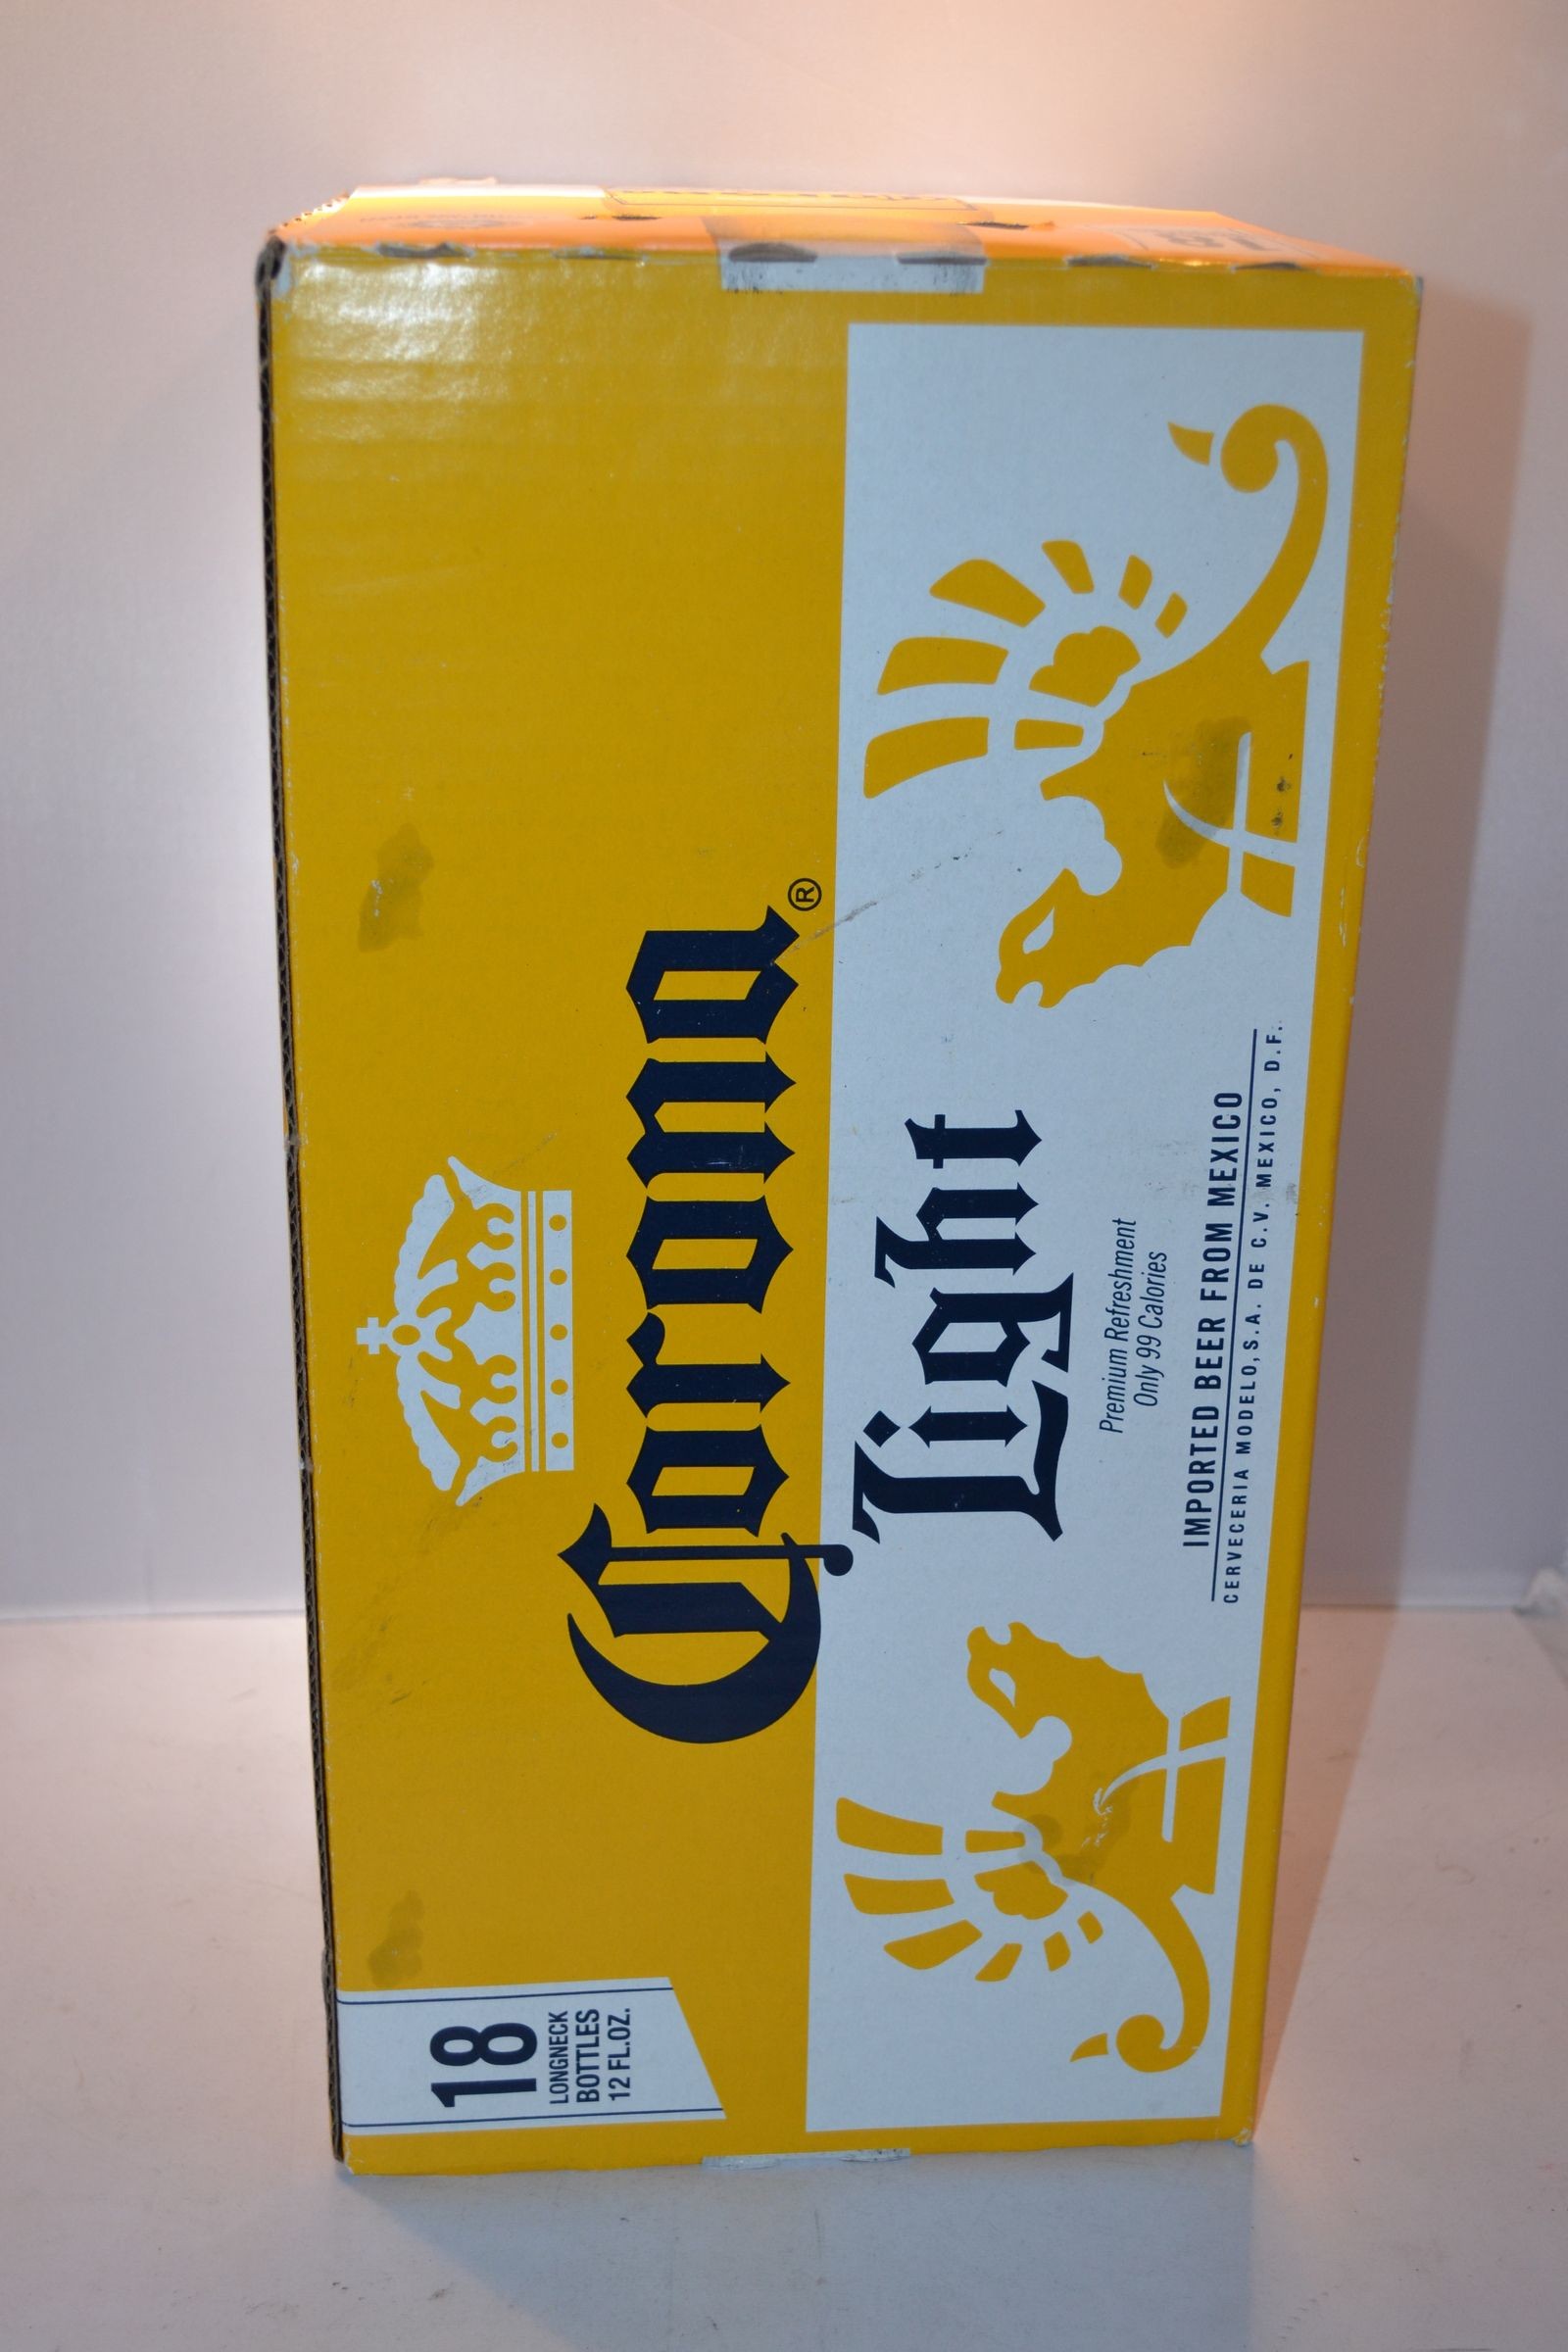 18
LONGNECK
BOTTLES
12 FL.OZ.
Corona®
Light
Premium Refreshment
Only 99 Calories
IMPORTED BEER FROM MEXICO
CERVECERIA MODELO, S.A. DE C.V. MEXICO, D.F.
18